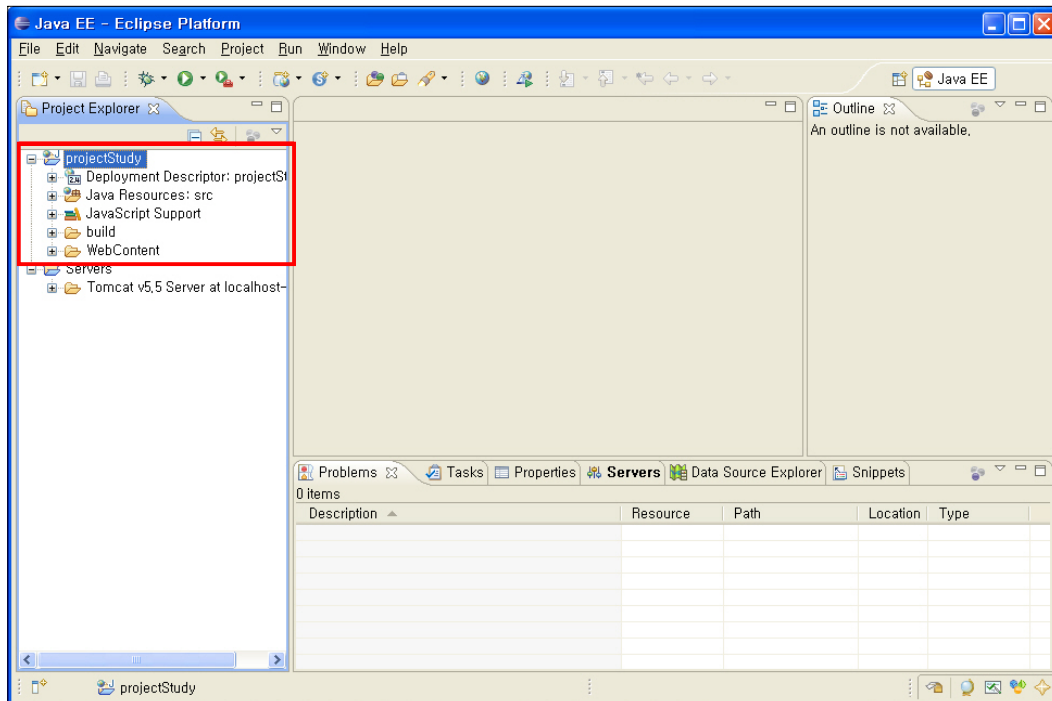 Java EE - Eclipse Platform
File Edit Navigate Search Project Run Window Help
Java EE
Project Explorer
projectStudy
Deployment Descriptor: projectSt
Java Resources: src
JavaScript Support
build
WebContent
Servers
Tomcat v5.5 Server at localhost-
Outline
An outline is not available.
Problems Tasks Properties Servers Data Source Explorer Snippets
0 items
Description Resource Path Location Type
projectStudy